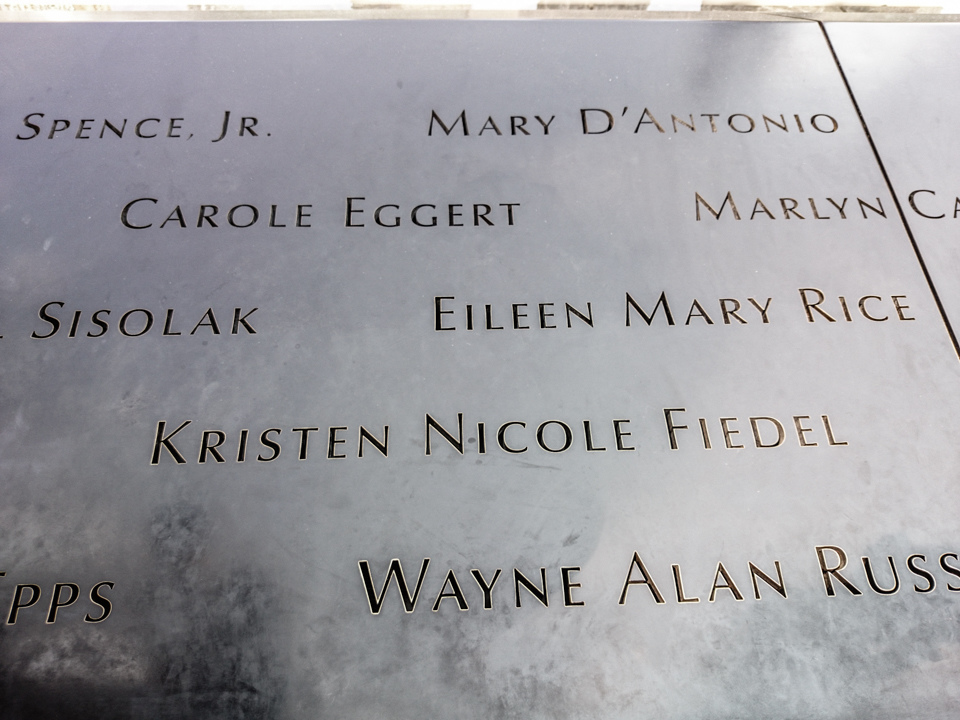 SPENCE, JR. MARY D'ANTONIO
CAROLE EGGERT MARLYN
SISOLAK EILEEN MARY RICE
KRISTEN NICOLE FIEDEL
WAYNE ALAN